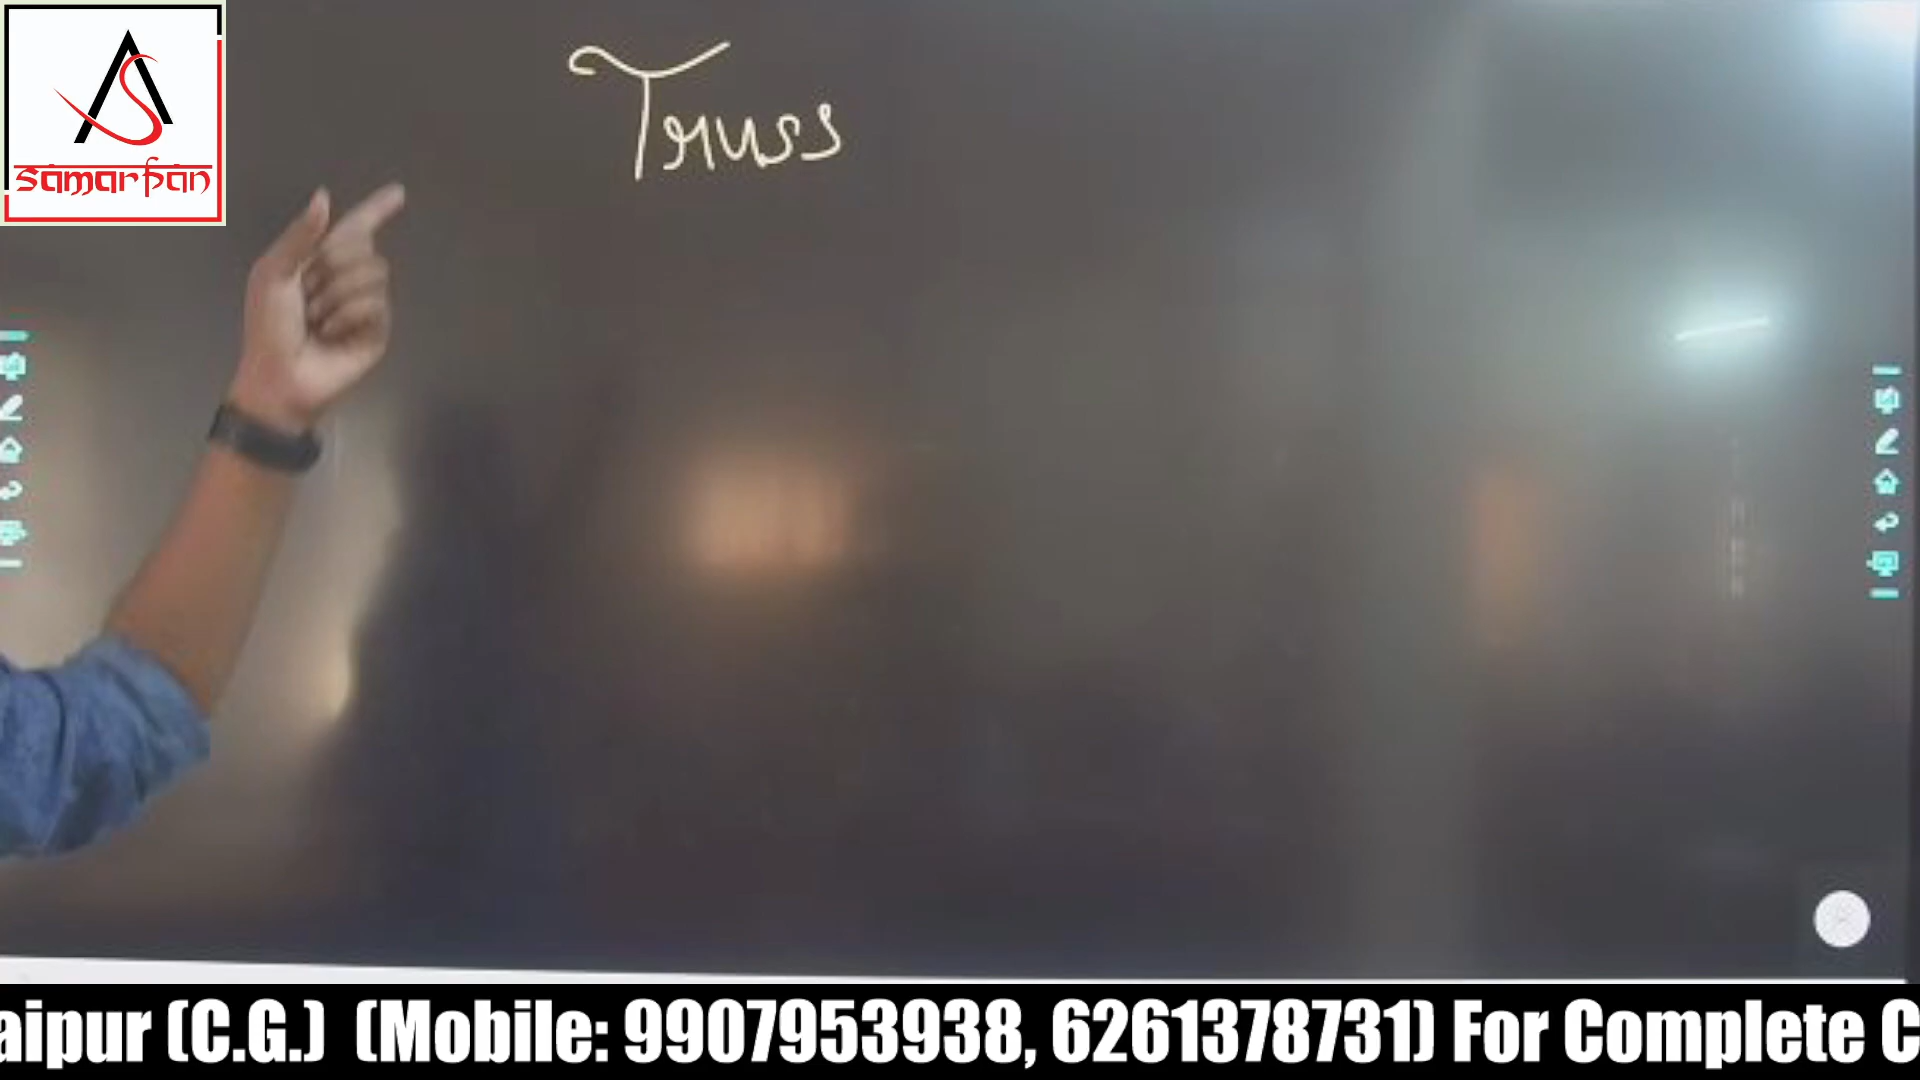 Truss
SAMARPAN
aipur (C.G.) (Mobile: 9907953938, 6261378731) For Complete C